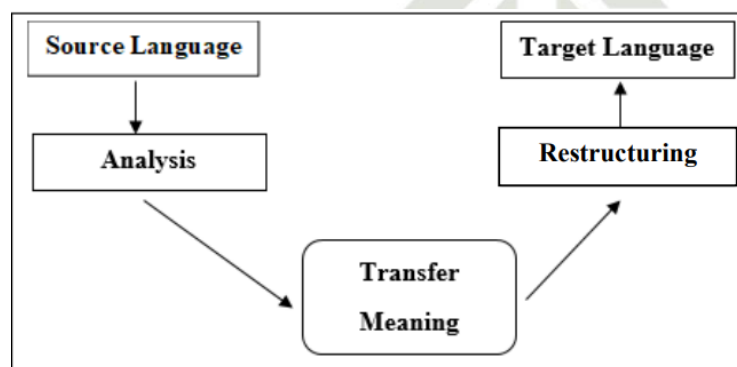 Source Language
Target Language
Analysis
Restructuring
Transfer
Meaning